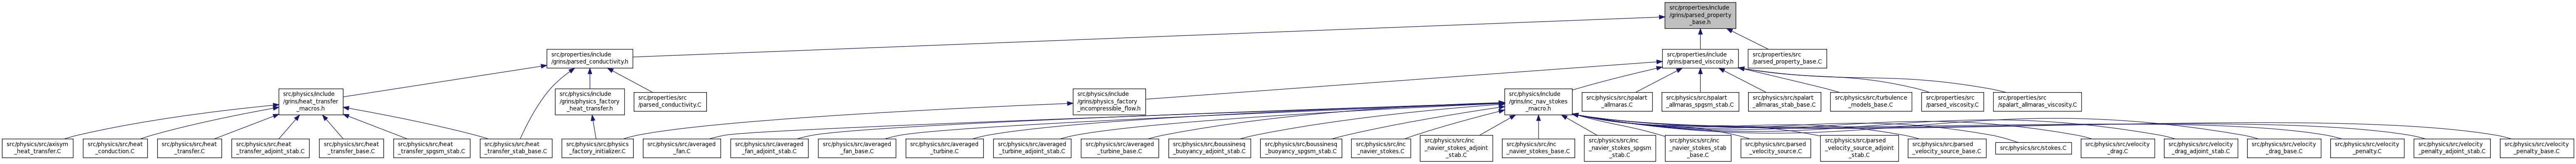 src/properties/include
/grins/parsed_property
_base.h
src/properties/include
/grins/parsed_conductivity.h
src/properties/include
/grins/parsed_viscosity.h
src/properties/src
/parsed_property_base.C
src/physics/include
/grins/heat_transfer
_macros.h
src/physics/include
/grins/physics_factory
_heat_transfer.h
src/properties/src
/parsed_conductivity.C
src/physics/include
/grins/physics_factory
_incompressible_flow.h
src/physics/include
/grins/inc_nav_stokes
_macro.h
src/physics/src/spalart
_allmaras.C
src/physics/src/spalart
_allmaras_spgsm_stab.C
src/physics/src/spalart
_allmaras_stab_base.C
src/physics/src/turbulence
_models_base.C
src/properties/src
/parsed_viscosity.C
src/properties/src
/spalart_allmaras_viscosity.C
src/physics/src/axisym
_heat_transfer.C
src/physics/src/heat
_conduction.C
src/physics/src/heat
_transfer.C
src/physics/src/heat
_transfer_adjoint_stab.C
src/physics/src/heat
_transfer_base.C
src/physics/src/heat
_transfer_spgsm_stab.C
src/physics/src/heat
_transfer_stab_base.C
src/physics/src/physics
_factory_initializer.C
src/physics/src/averaged
_fan.C
src/physics/src/averaged
_fan_adjoint_stab.C
src/physics/src/averaged
_fan_base.C
src/physics/src/averaged
_turbine.C
src/physics/src/averaged
_turbine_adjoint_stab.C
src/physics/src/averaged
_turbine_base.C
src/physics/src/boussinesq
_buoyancy_adjoint_stab.C
src/physics/src/boussinesq
_buoyancy_spgsm_stab.C
src/physics/src/inc
_navier_stokes.C
src/physics/src/inc
_navier_stokes_adjoint
_stab.C
src/physics/src/inc
_navier_stokes_base.C
src/physics/src/inc
_navier_stokes_spgsm
_stab.C
src/physics/src/inc
_navier_stokes_stab
_base.C
src/physics/src/parsed
_velocity_source.C
src/physics/src/parsed
_velocity_source_adjoint
_stab.C
src/physics/src/parsed
_velocity_source_base.C
src/physics/src/stokes.C
src/physics/src/velocity
_drag.C
src/physics/src/velocity
_drag_adjoint_stab.C
src/physics/src/velocity
_drag_base.C
src/physics/src/velocity
_penalty.C
src/physics/src/velocity
_penalty_adjoint_stab.C
src/physics/src/velocity
_penalty_base.C